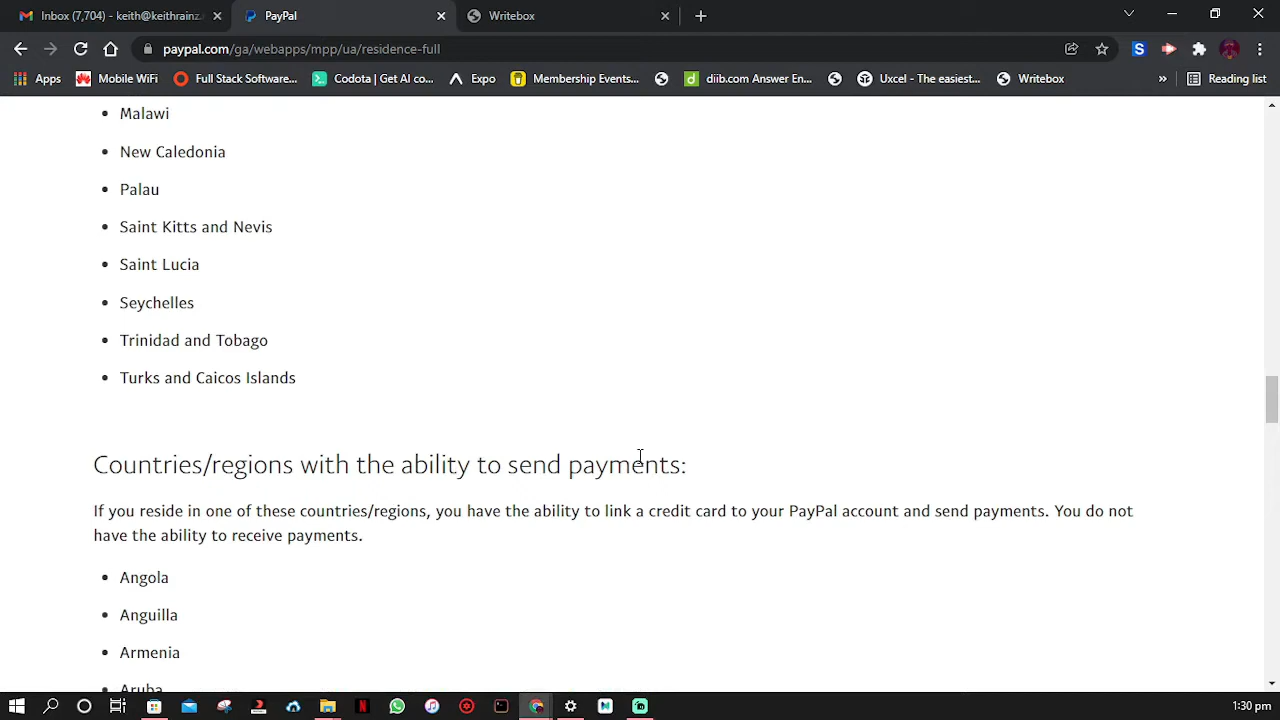 Inbox (7,704) - keith@keithrainz.
PayPal
Writebox
paypal.com/ga/webapps/mpp/ua/residence-full
Apps
Mobile WiFi
Full Stack Software...
Codota | Get AI co...
Expo
Membership Events...
diib.com Answer En...
Uxcel - The easiest...
Writebox
»
Reading list
• Malawi
• New Caledonia
• Palau
• Saint Kitts and Nevis
• Saint Lucia
• Seychelles
• Trinidad and Tobago
• Turks and Caicos Islands
Countries/regions with the ability to send payments:
If you reside in one of these countries/regions, you have the ability to link a credit card to your PayPal account and send payments. You do not
have the ability to receive payments.
• Angola
• Anguilla
• Armenia
• Aruba
1:30 pm